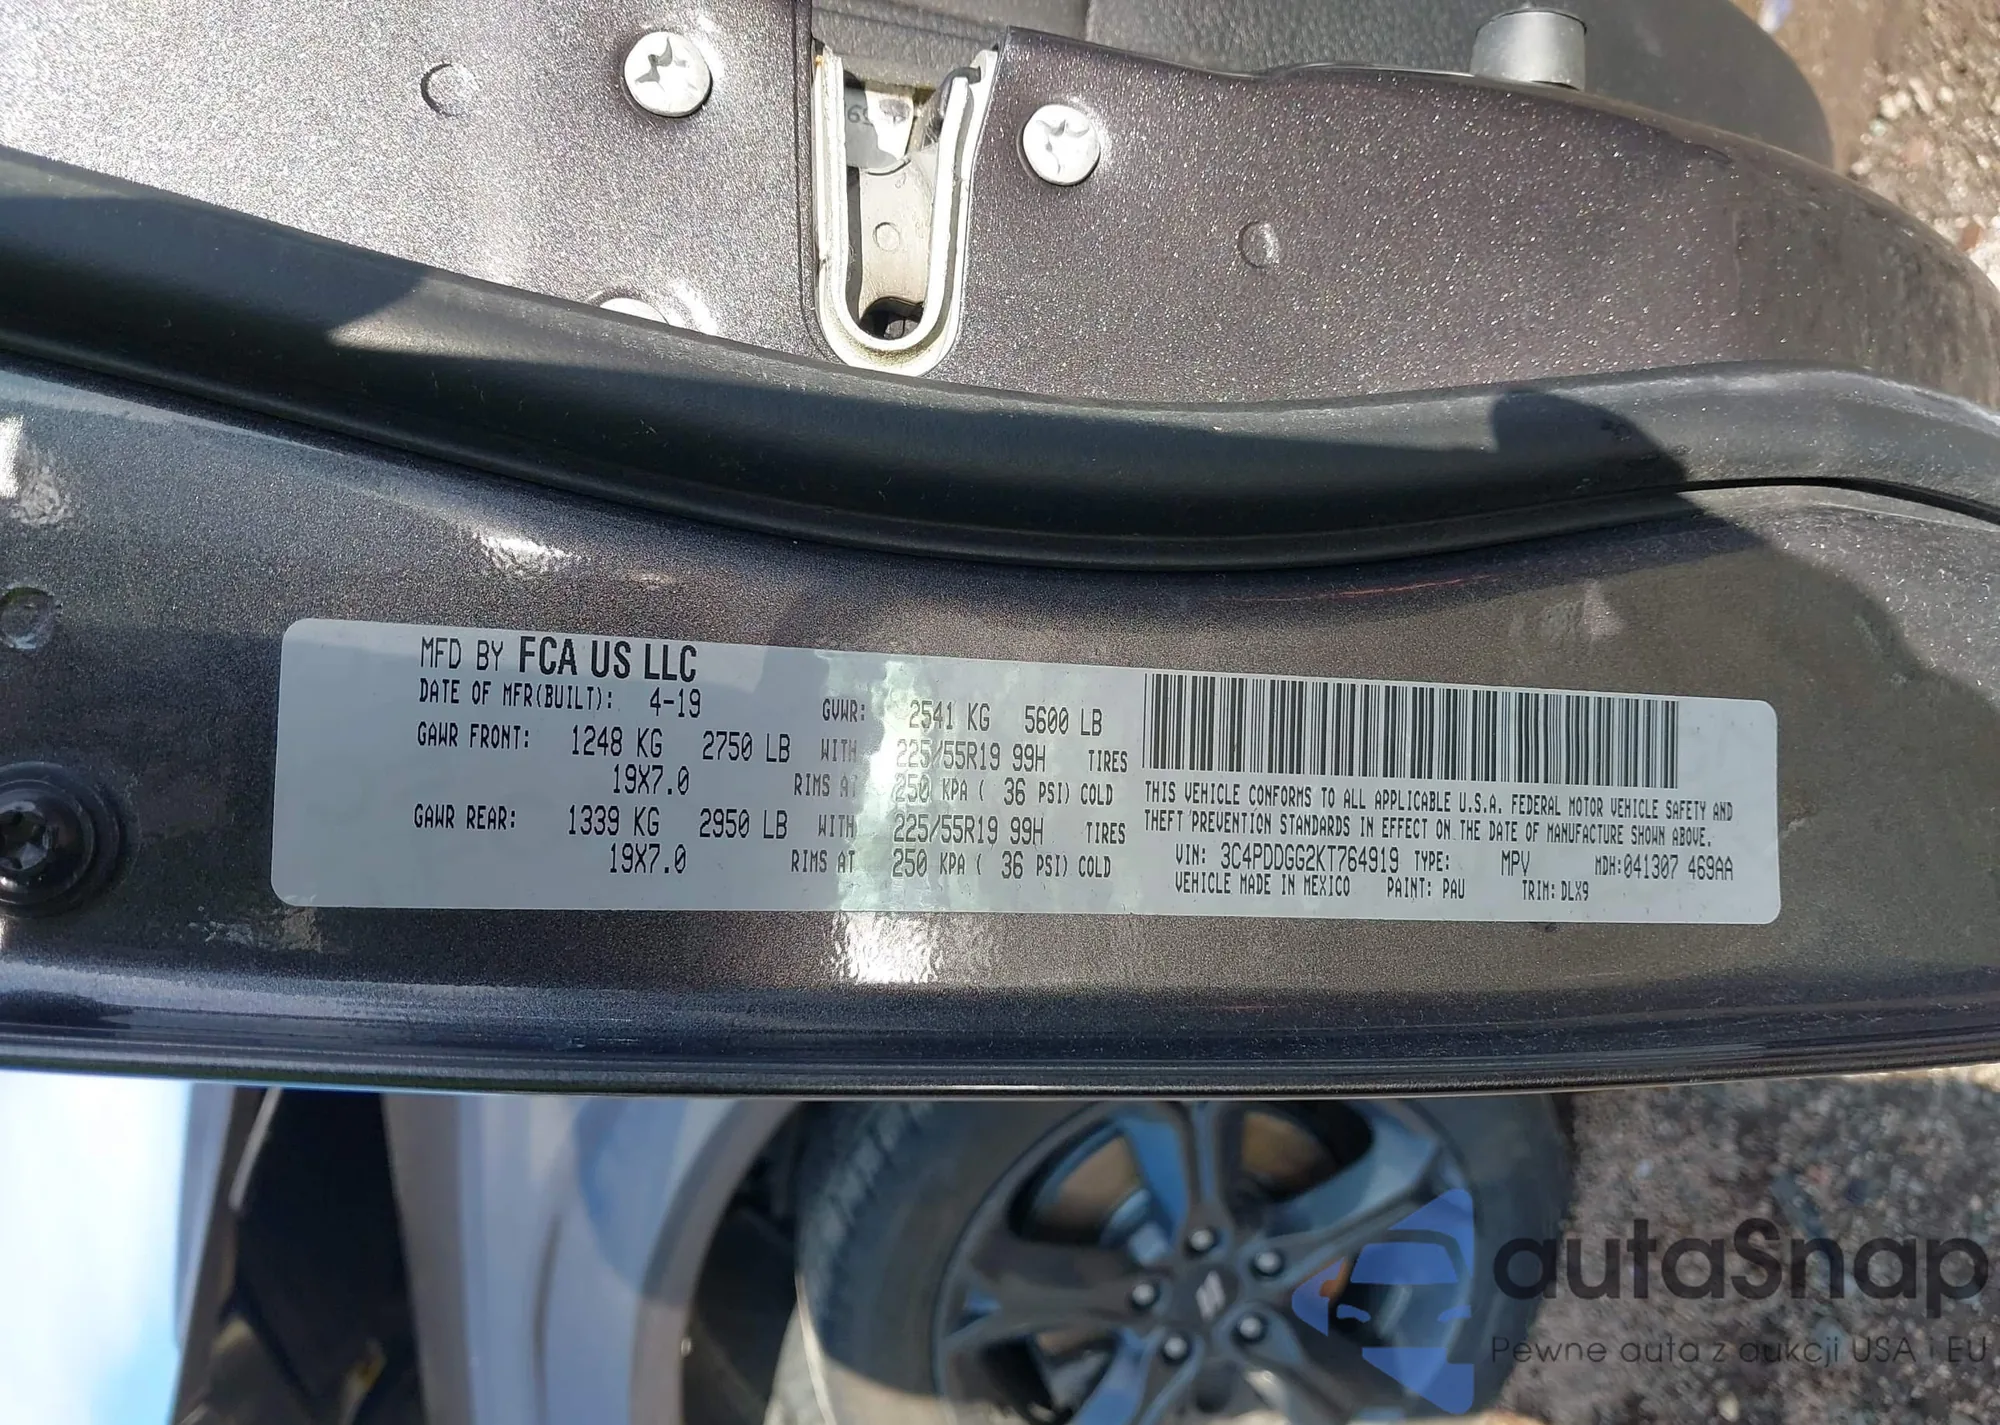 MFD BY FCA US LLC
DATE OF MFR(BUILT): 4-19 GVWR: 2541 KG 5600 LB
GAWR FRONT: 1248 KG 2750 LB WITH 225/55R19 99H TIRES
19X7.0 RIMS AT 250 KPA ( 36 PSI) COLD
GAWR REAR: 1339 KG 2950 LB WITH 225/55R19 99H TIRES
19X7.0 RIMS AT 250 KPA ( 36 PSI) COLD
THIS VEHICLE CONFORMS TO ALL APPLICABLE U.S.A. FEDERAL MOTOR VEHICLE SAFETY AND
THEFT PREVENTION STANDARDS IN EFFECT ON THE DATE OF MANUFACTURE SHOWN ABOVE.
VIN: 3C4PDDGG2KT764919 TYPE: MPV MDH:041307 469AA
VEHICLE MADE IN MEXICO PAINT: PAU TRIM: DLX9
autaSnap
Pewne auta z aukcji USA i EU